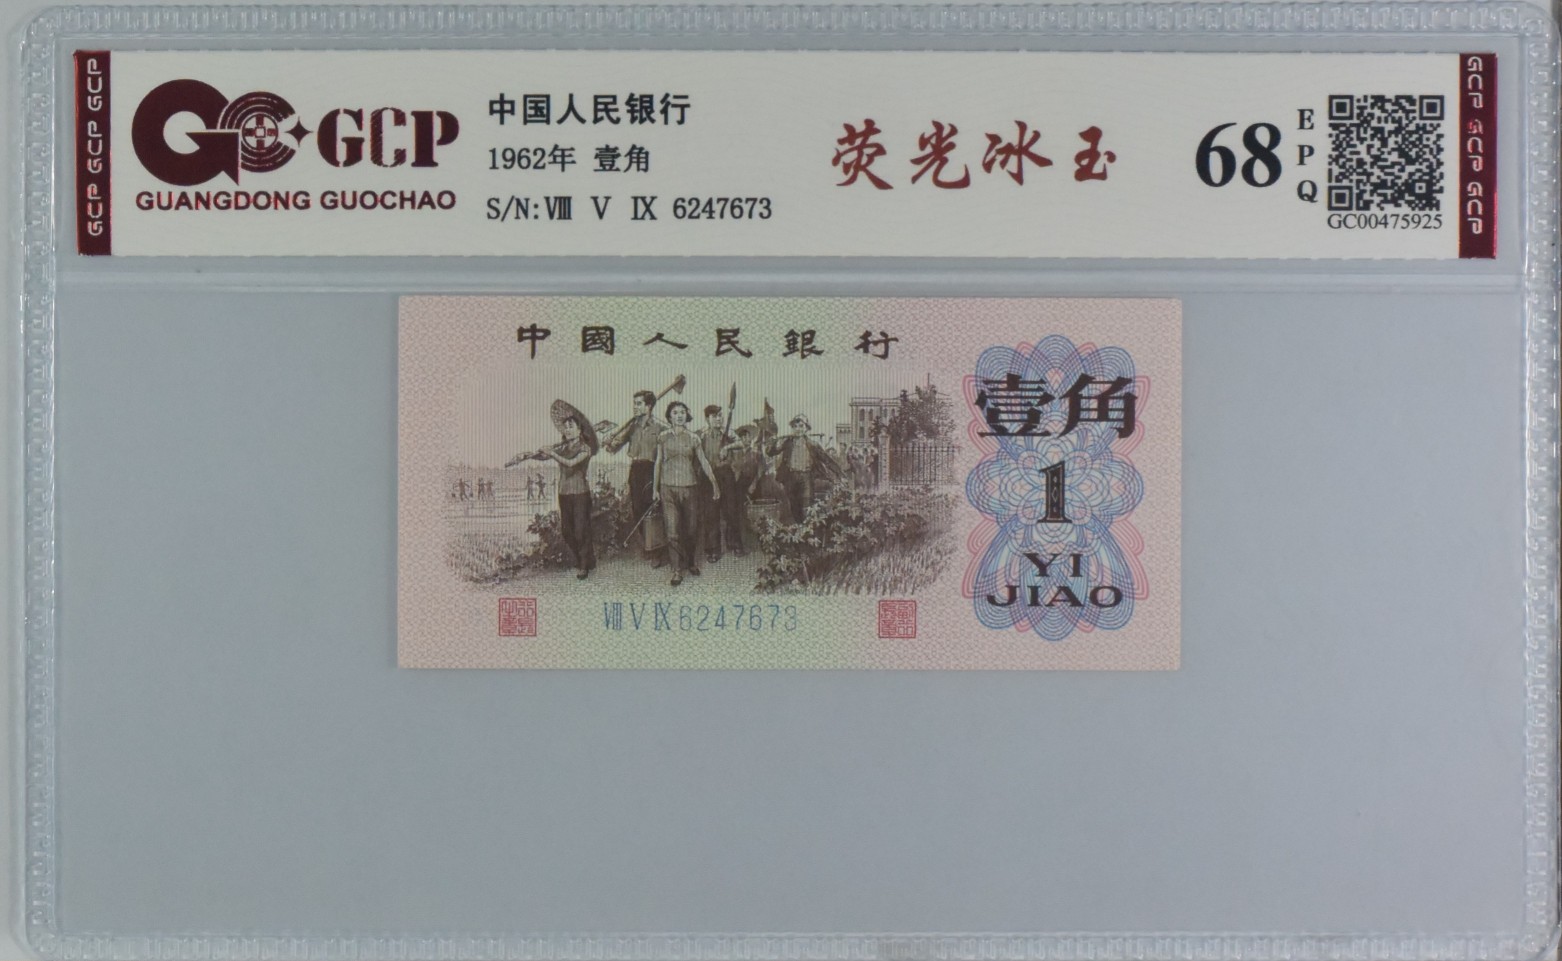 GCP GCP GCP
GCP
GUANGDONG GUOCHAO
中国人民银行
1962年 壹角
S/N:Ⅷ Ⅴ Ⅸ 6247673
荧光冰玉
68
EPQ
GC00475925
GCP GCP GCP
中國人民銀行
壹角
1
YI
JIAO
Ⅷ Ⅴ Ⅸ 6247673